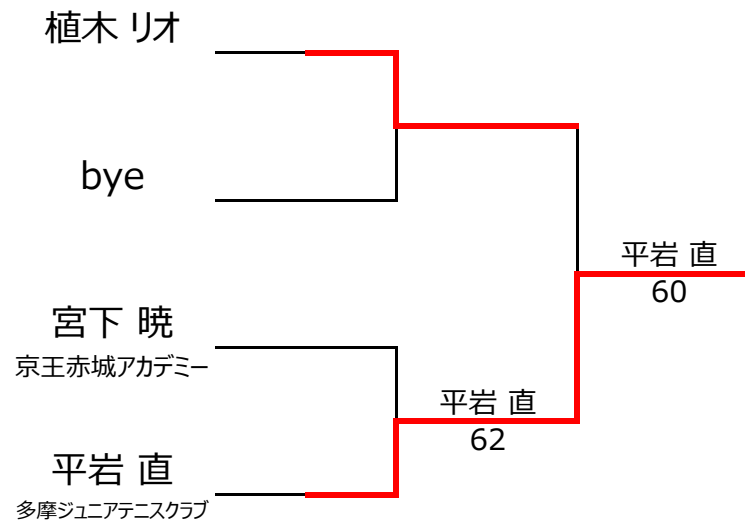 植木 リオ
bye
平岩 直
60
宮下 暁
京王赤城アカデミー
平岩 直
62
平岩 直
多摩ジュニアテニスクラブ